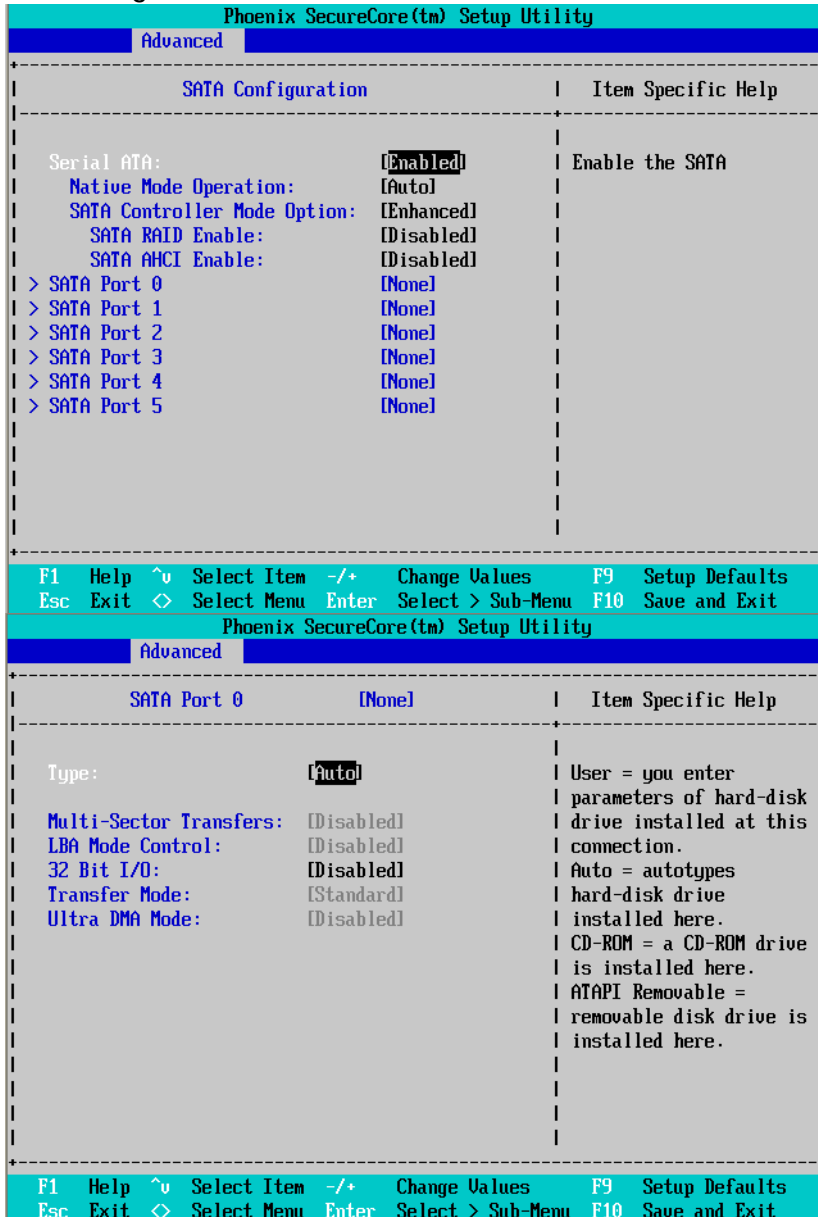 Phoenix SecureCore(tm) Setup Utility
Advanced
SATA Configuration
Item Specific Help
Serial ATA: [Enabled]
Enable the SATA
Native Mode Operation: [Auto]
SATA Controller Mode Option: [Enhanced]
SATA RAID Enable: [Disabled]
SATA AHCI Enable: [Disabled]
> SATA Port 0 [None]
> SATA Port 1 [None]
> SATA Port 2 [None]
> SATA Port 3 [None]
> SATA Port 4 [None]
> SATA Port 5 [None]
F1 Help ^v Select Item -/+ Change Values F9 Setup Defaults
Esc Exit <> Select Menu Enter Select > Sub-Menu F10 Save and Exit
Phoenix SecureCore(tm) Setup Utility
Advanced
SATA Port 0 [None]
Item Specific Help
Type: [Auto]
Multi-Sector Transfers: [Disabled]
LBA Mode Control: [Disabled]
32 Bit I/O: [Disabled]
Transfer Mode: [Standard]
Ultra DMA Mode: [Disabled]
User = you enter
parameters of hard-disk
drive installed at this
connection.
Auto = autotypes
hard-disk drive
installed here.
CD-ROM = a CD-ROM drive
is installed here.
ATAPI Removable =
removable disk drive is
installed here.
F1 Help ^v Select Item -/+ Change Values F9 Setup Defaults
Esc Exit <> Select Menu Enter Select > Sub-Menu F10 Save and Exit